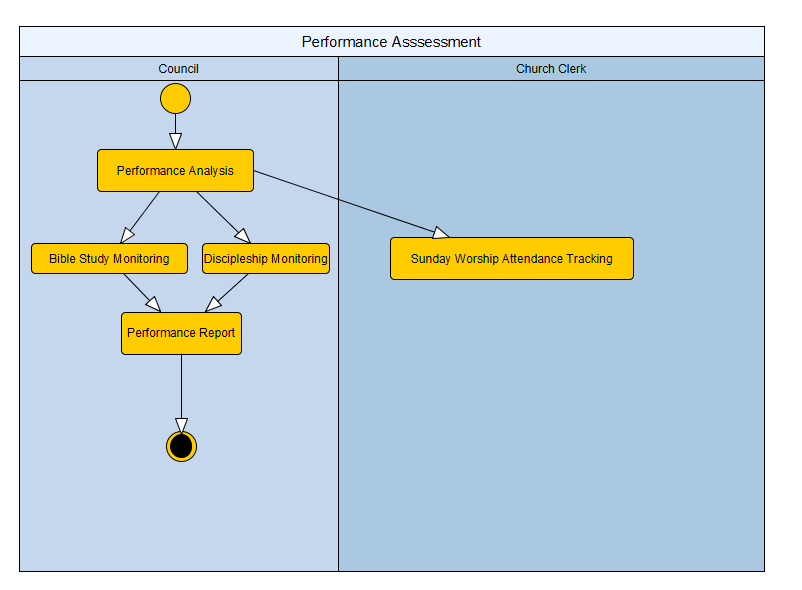 Performance Asssessment
Council
Church Clerk
Performance Analysis
Bible Study Monitoring
Discipleship Monitoring
Sunday Worship Attendance Tracking
Performance Report